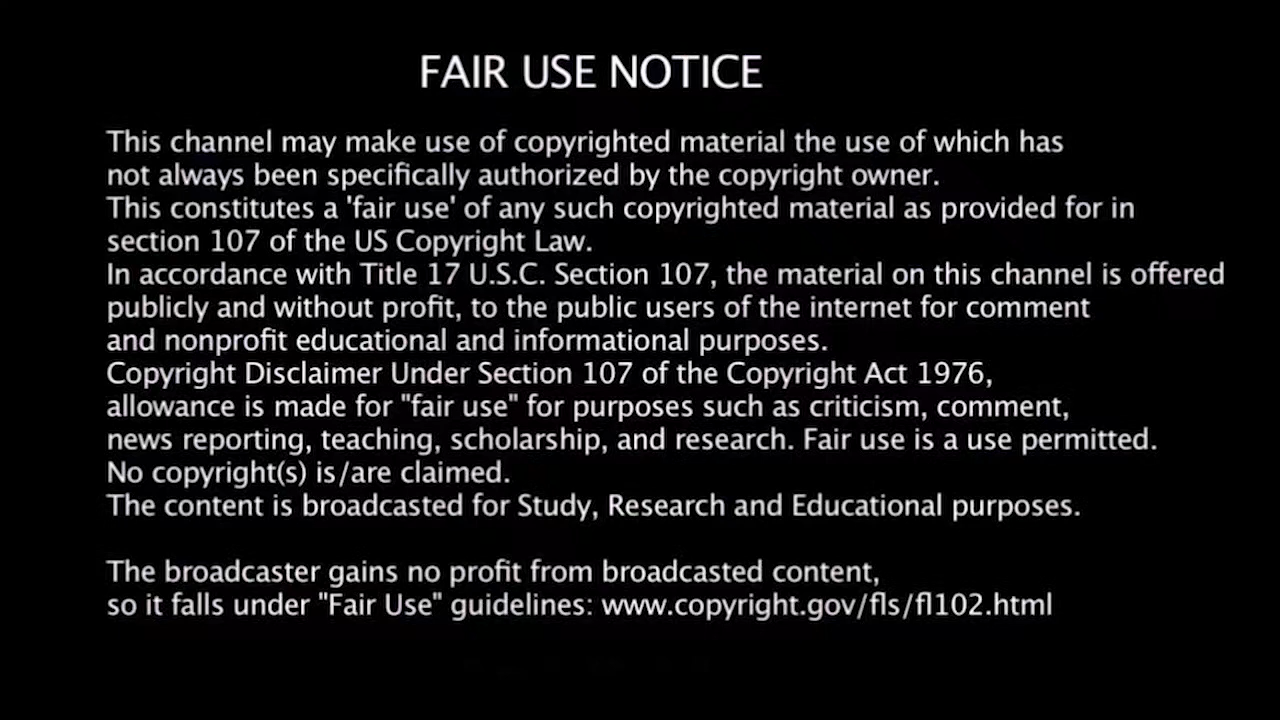 FAIR USE NOTICE
This channel may make use of copyrighted material the use of which has
not always been specifically authorized by the copyright owner.
This constitutes a 'fair use' of any such copyrighted material as provided for in
section 107 of the US Copyright Law.
In accordance with Title 17 U.S.C. Section 107, the material on this channel is offered
publicly and without profit, to the public users of the internet for comment
and nonprofit educational and informational purposes.
Copyright Disclaimer Under Section 107 of the Copyright Act 1976,
allowance is made for "fair use" for purposes such as criticism, comment,
news reporting, teaching, scholarship, and research. Fair use is a use permitted.
No copyright(s) is/are claimed.
The content is broadcasted for Study, Research and Educational purposes.
The broadcaster gains no profit from broadcasted content,
so it falls under "Fair Use" guidelines: www.copyright.gov/fls/fl102.html